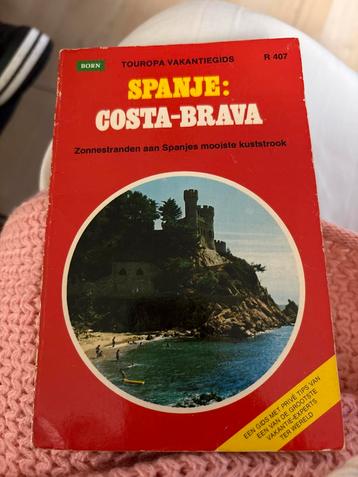 BORN
TOUROPA VAKANTIEGIDS
R 407
SPANJE:
COSTA-BRAVA
Zonnestranden aan Spanjes mooiste kuststrook
EEN GIDS MET PRIVE TIPS VAN
EEN VAN DE GROOTSTE
VAKANTIE-EXPERTS
TER WERELD